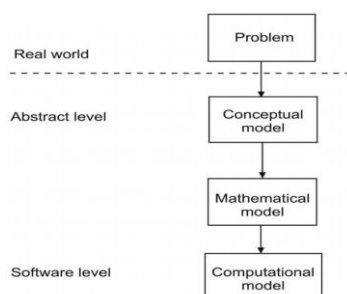 Problem
Real world
Abstract level
Conceptual
model
Mathematical
model
Software level
Computational
model